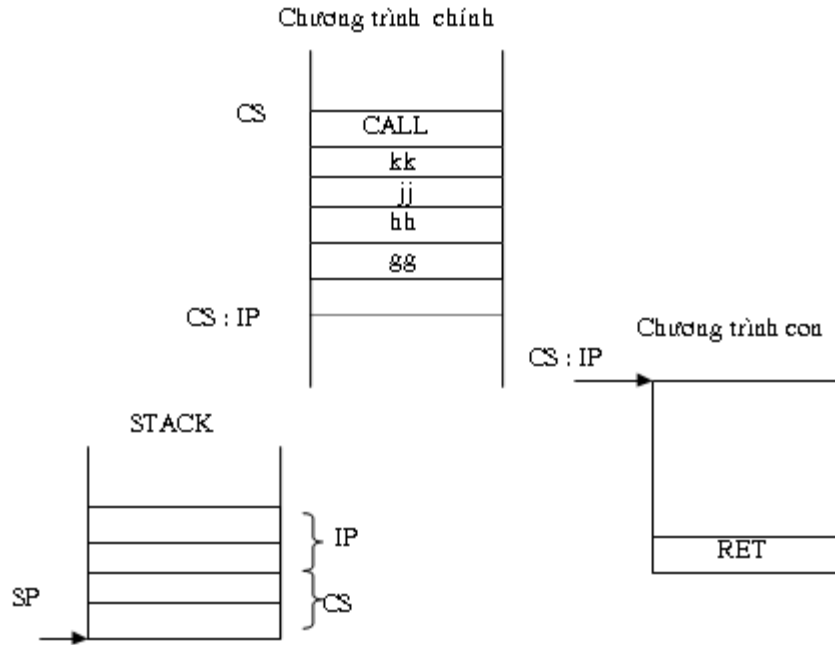 Chương trình chính
CS
CALL
kk
jj
hh
gg
CS : IP
Chương trình con
CS : IP
STACK
IP
RET
SP
CS